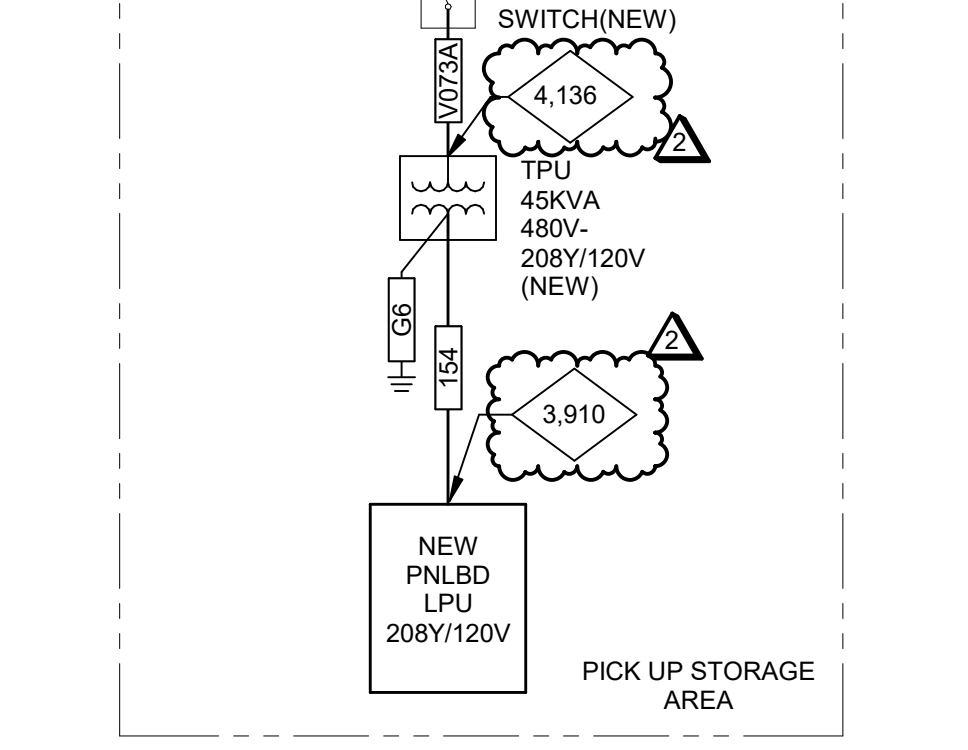 SWITCH(NEW)
V073A
4,136
2
TPU
45KVA
480V-
208Y/120V
(NEW)
G6
154
2
3,910
NEW
PNLBD
LPU
208Y/120V
PICK UP STORAGE
AREA